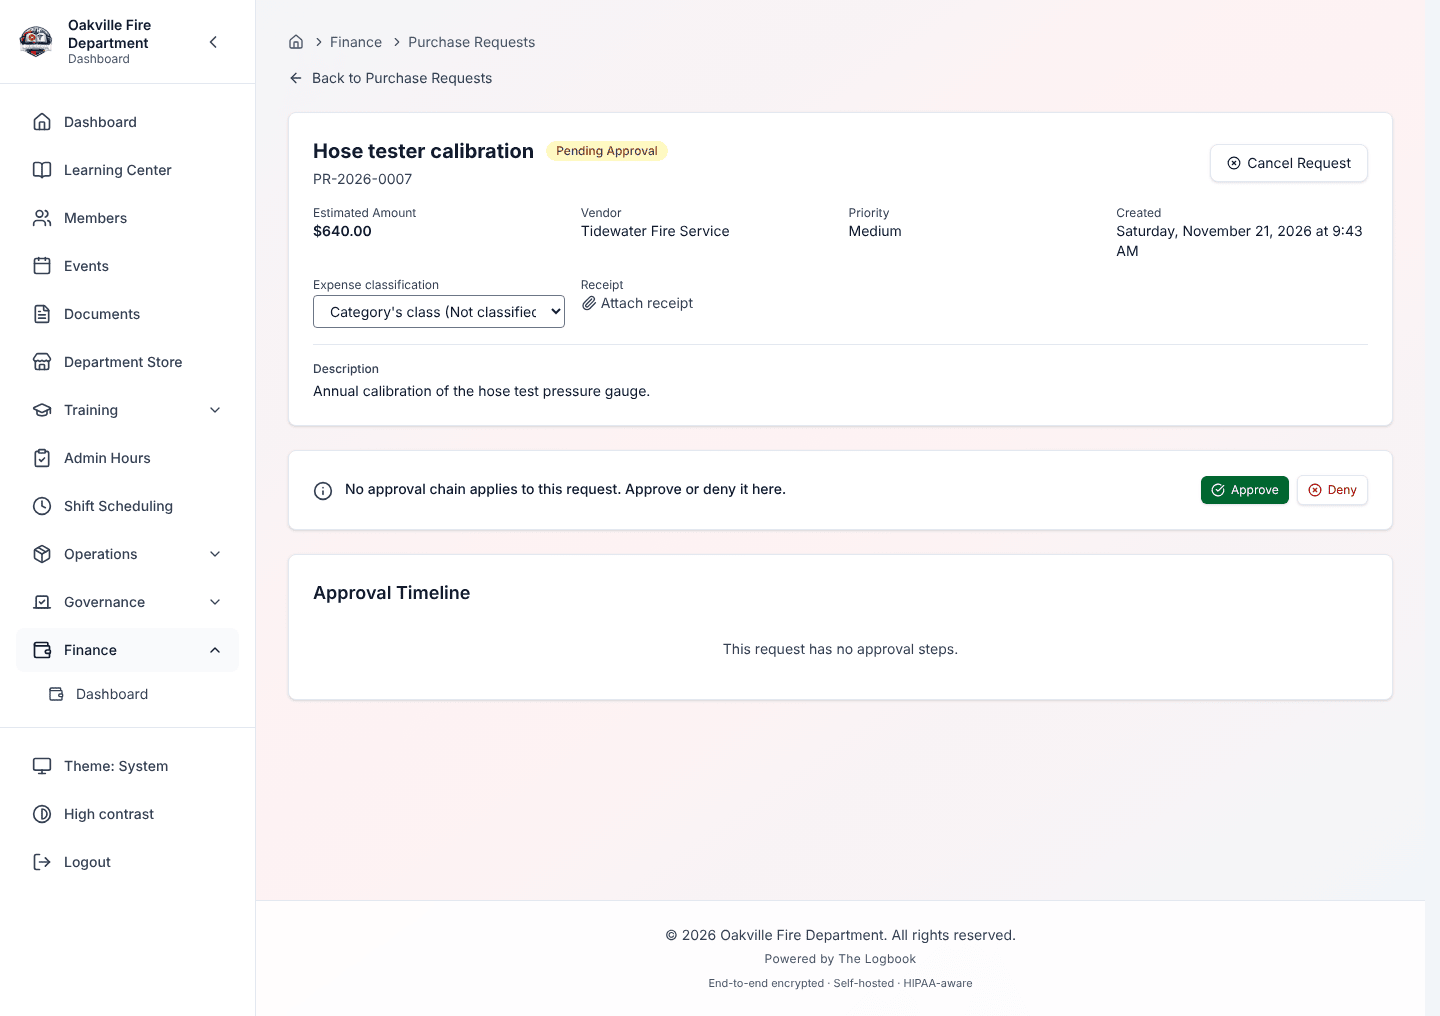 Oakville Fire
Department
Dashboard
Dashboard
Learning Center
Members
Events
Documents
Department Store
Training
Admin Hours
Shift Scheduling
Operations
Governance
Finance
Dashboard
Theme: System
High contrast
Logout
Finance
Purchase Requests
Back to Purchase Requests
Hose tester calibration
Pending Approval
PR-2026-0007
Cancel Request
Estimated Amount
$640.00
Vendor
Tidewater Fire Service
Priority
Medium
Created
Saturday, November 21, 2026 at 9:43
AM
Expense classification
Category's class (Not classified
Receipt
Attach receipt
Description
Annual calibration of the hose test pressure gauge.
No approval chain applies to this request. Approve or deny it here.
Approve
Deny
Approval Timeline
This request has no approval steps.
© 2026 Oakville Fire Department. All rights reserved.
Powered by The Logbook
End-to-end encrypted · Self-hosted · HIPAA-aware